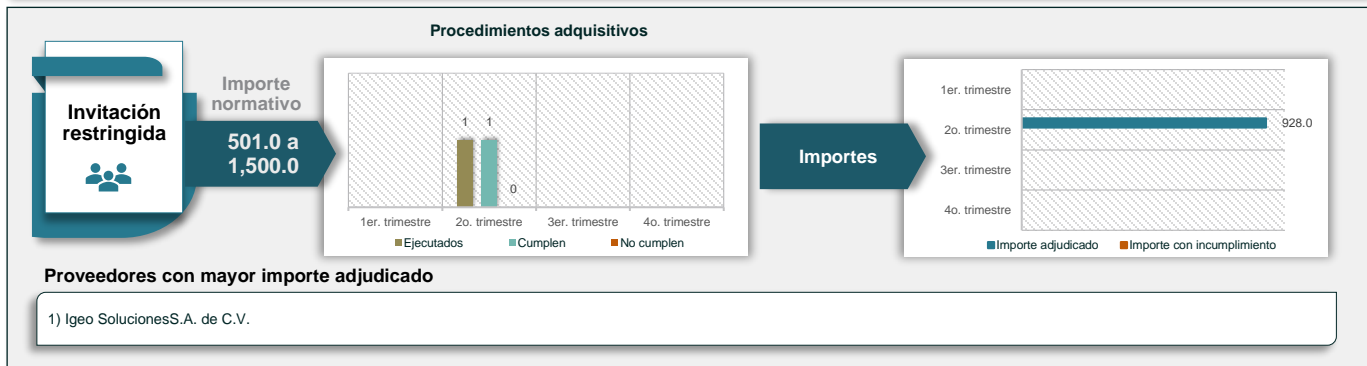 Procedimientos adquisitivos
Invitación
restringida
Importe
normativo
501.0 a
1,500.0
1
1
0
1er. trimestre
2o. trimestre
3er. trimestre
4o. trimestre
Ejecutados
Cumplen
No cumplen
Importes
1er. trimestre
2o. trimestre
928.0
3er. trimestre
4o. trimestre
Importe adjudicado
Importe con incumplimiento
Proveedores con mayor importe adjudicado
1) Igeo SolucionesS.A. de C.V.